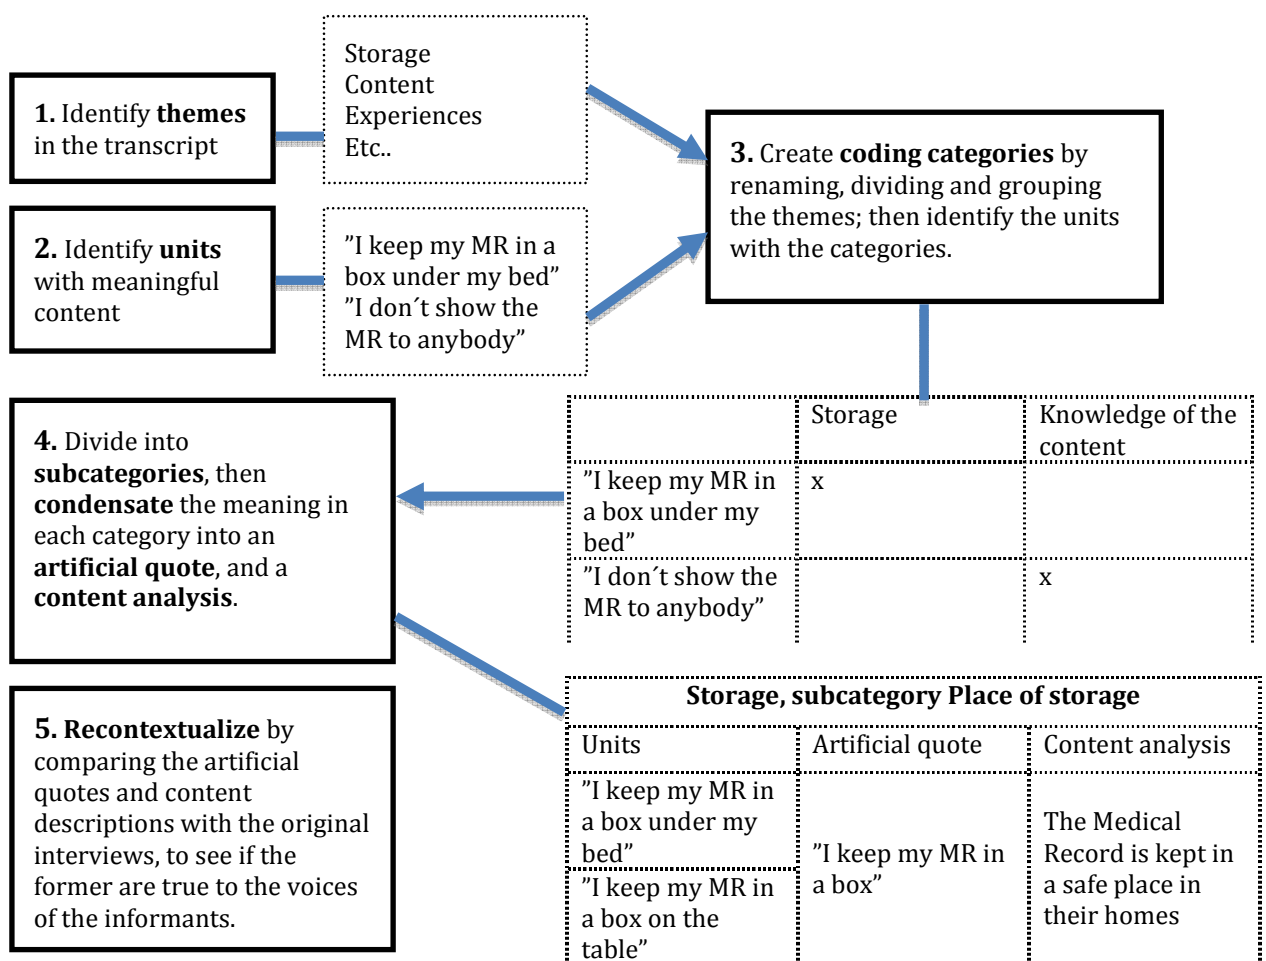 1. Identify themes
in the transcript
Storage
Content
Experiences
Etc..
2. Identify units
with meaningful
content
”I keep my MR in a
box under my bed”
”I don´t show the
MR to anybody”
3. Create coding categories by
renaming, dividing and grouping
the themes; then identify the units
with the categories.
Storage
Knowledge of the
content
”I keep my MR in
a box under my
bed”
x
”I don´t show the
MR to anybody”
x
4. Divide into
subcategories, then
condensate the meaning in
each category into an
artificial quote, and a
content analysis.
Storage, subcategory Place of storage
Units
Artificial quote
Content analysis
”I keep my MR in
a box under my
bed”
”I keep my MR in
a box on the
table”
”I keep my MR in
a box”
The Medical
Record is kept in
a safe place in
their homes
5. Recontextualize by
comparing the artificial
quotes and content
descriptions with the original
interviews, to see if the
former are true to the voices
of the informants.